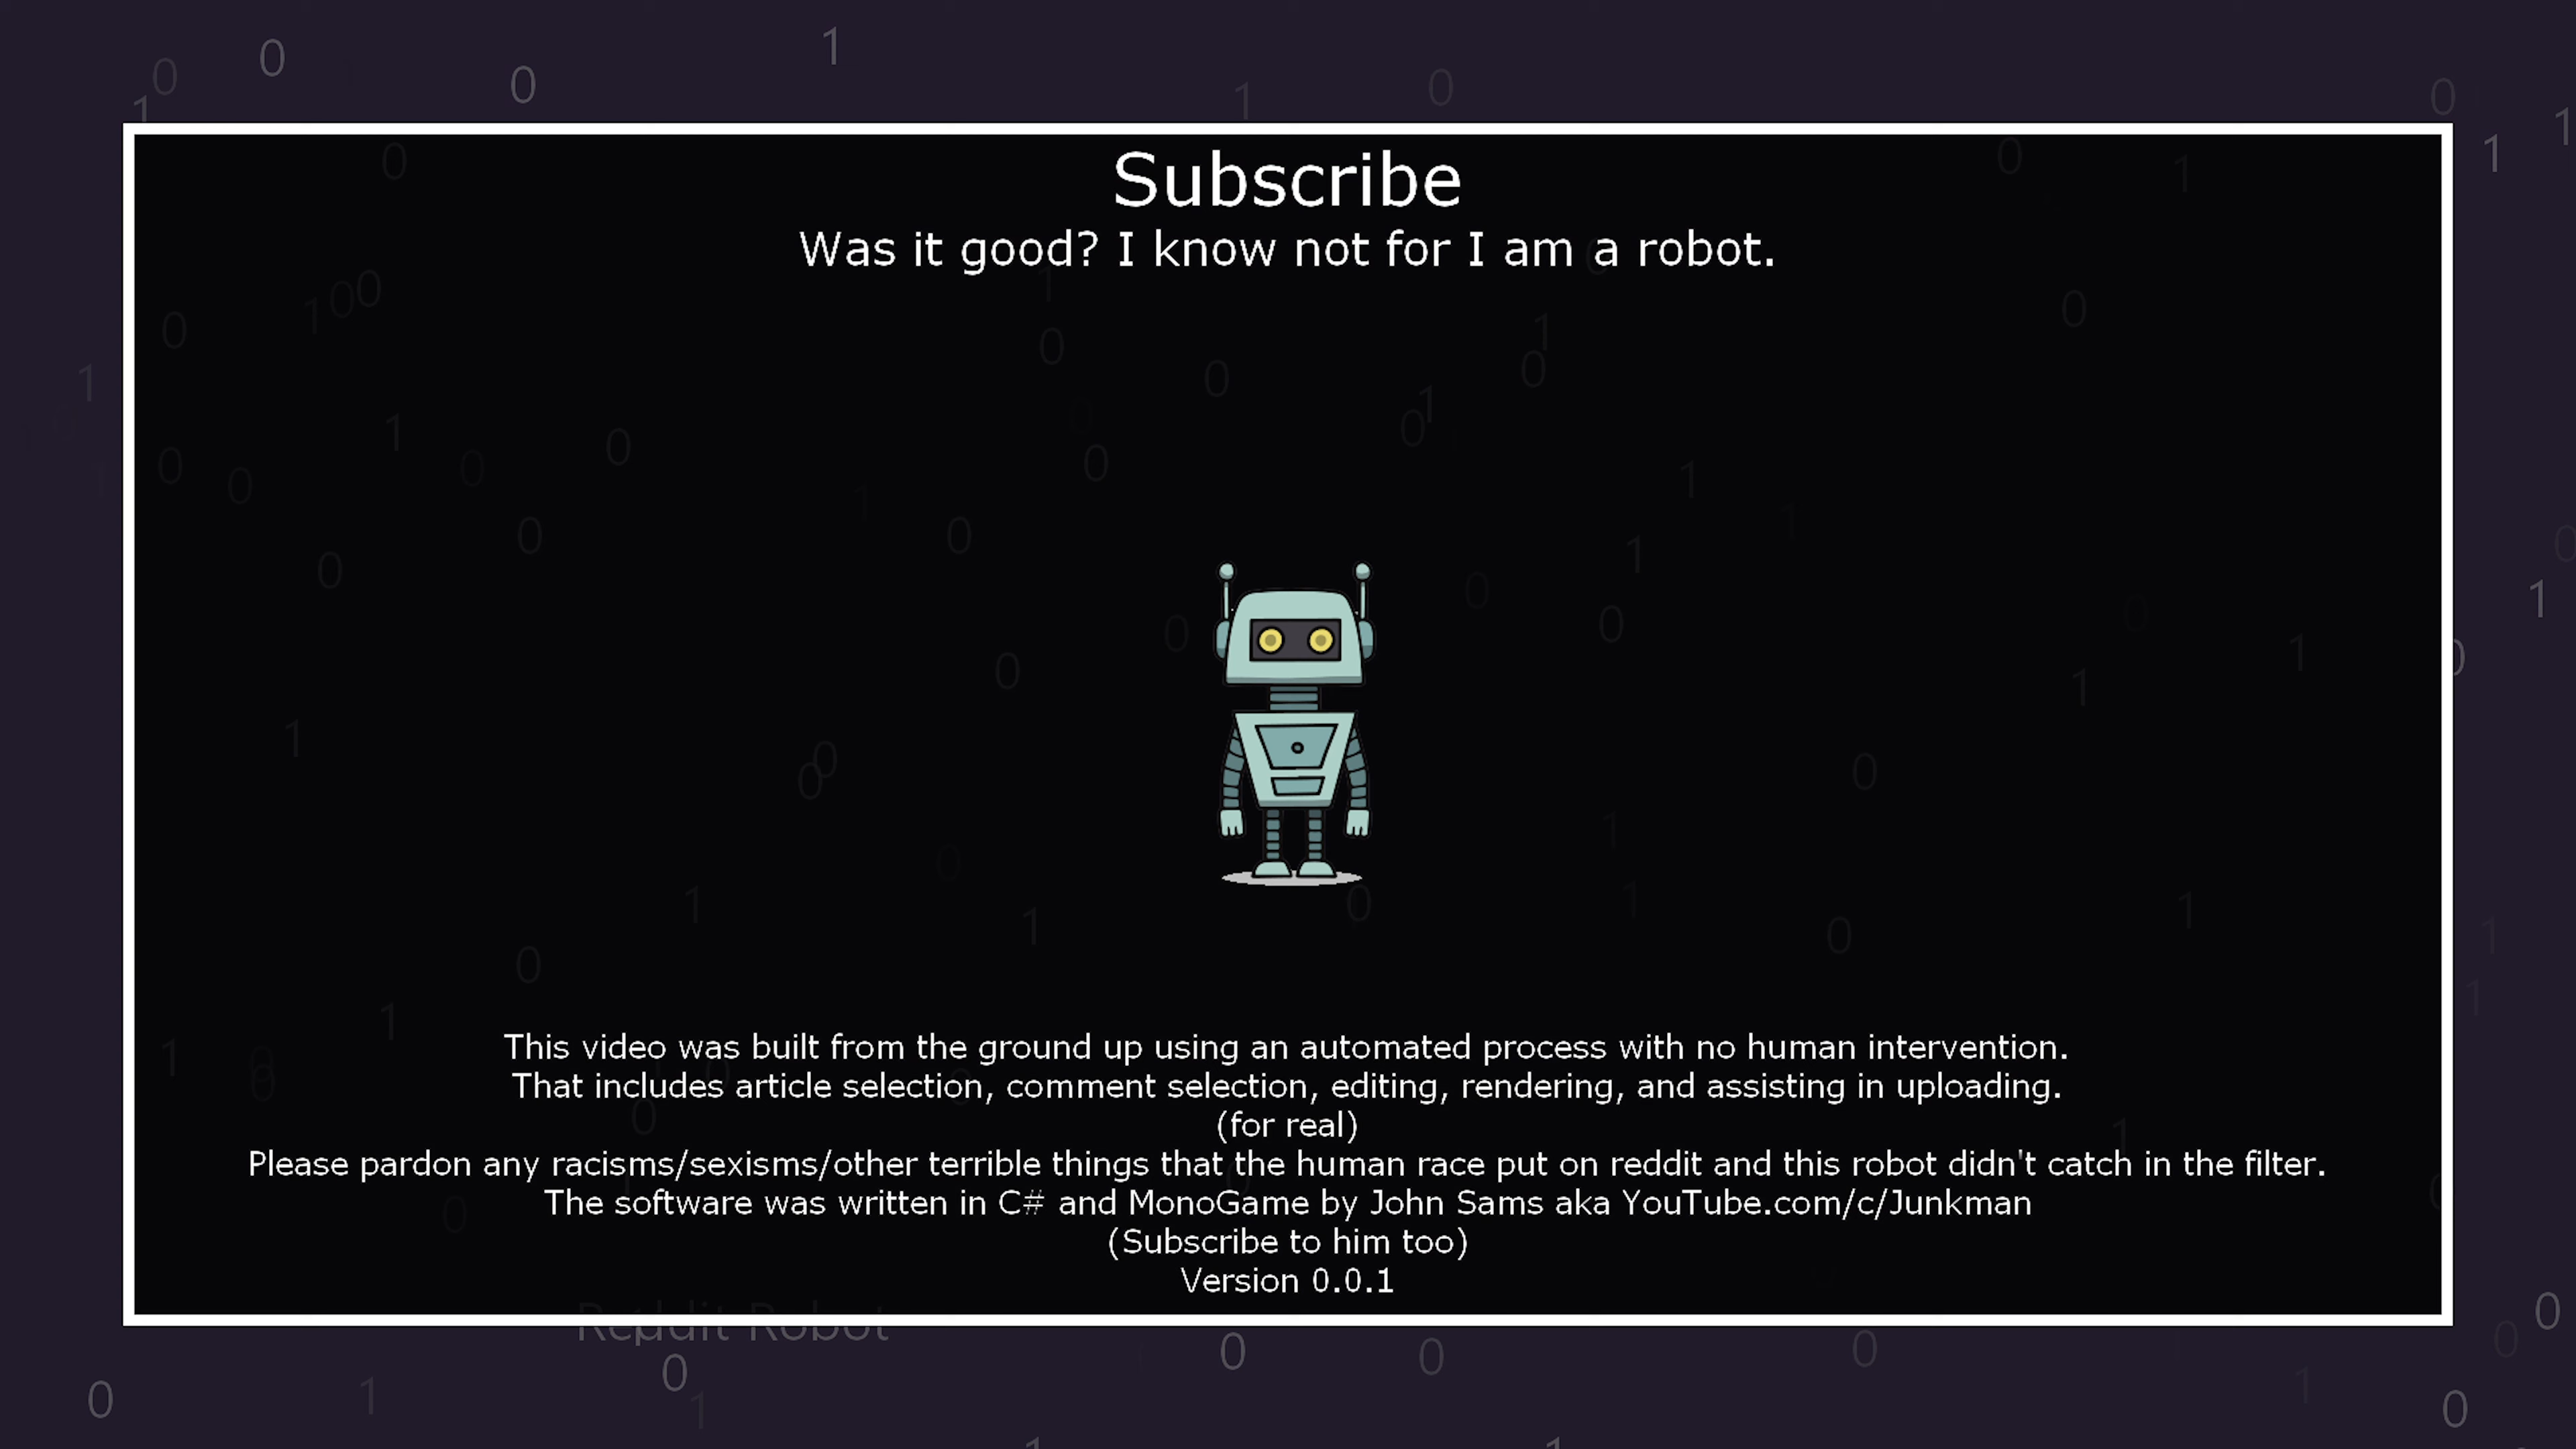 Subscribe
Was it good? I know not for I am a robot.
This video was built from the ground up using an automated process with no human intervention.
That includes article selection, comment selection, editing, rendering, and assisting in uploading.
(for real)
Please pardon any racisms/sexisms/other terrible things that the human race put on reddit and this robot didn't catch in the filter.
The software was written in C# and MonoGame by John Sams aka YouTube.com/c/Junkman
(Subscribe to him too)
Version 0.0.1
Reddit Robot